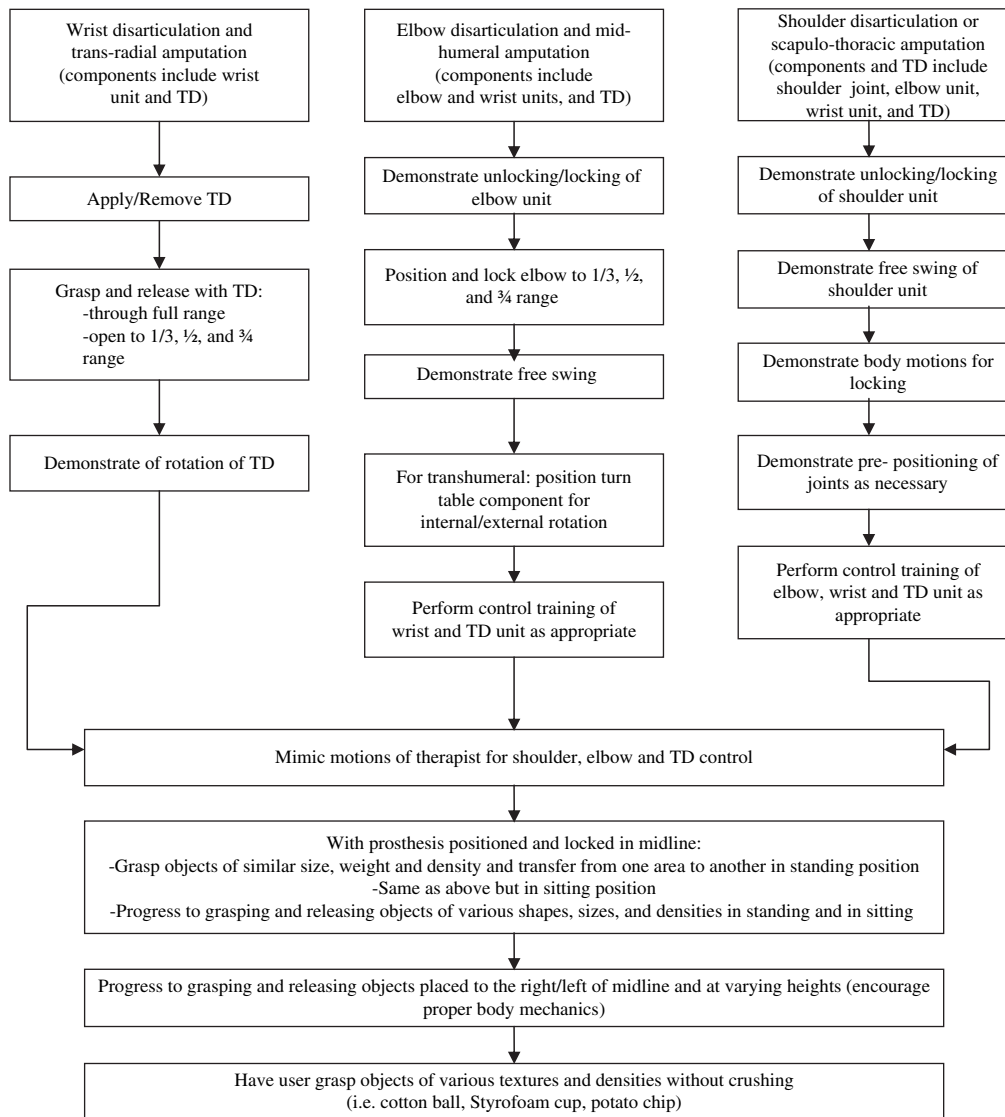 Wrist disarticulation and
trans-radial amputation
(components include wrist
unit and TD)
Apply/Remove TD
Grasp and release with TD:
-through full range
-open to 1/3, ½, and ¾
range
Demonstrate of rotation of TD
Elbow disarticulation and mid-
humeral amputation
(components include
elbow and wrist units, and TD)
Demonstrate unlocking/locking of
elbow unit
Position and lock elbow to 1/3, ½,
and ¾ range
Demonstrate free swing
For transhumeral: position turn
table component for
internal/external rotation
Perform control training of
wrist and TD unit as appropriate
Shoulder disarticulation or
scapulo-thoracic amputation
(components and TD include
shoulder joint, elbow unit,
wrist unit, and TD)
Demonstrate unlocking/locking
of shoulder unit
Demonstrate free swing of
shoulder unit
Demonstrate body motions for
locking
Demonstrate pre- positioning of
joints as necessary
Perform control training of
elbow, wrist and TD unit as
appropriate
Mimic motions of therapist for shoulder, elbow and TD control
With prosthesis positioned and locked in midline:
-Grasp objects of similar size, weight and density and transfer from one area to another in standing position
-Same as above but in sitting position
-Progress to grasping and releasing objects of various shapes, sizes, and densities in standing and in sitting
Progress to grasping and releasing objects placed to the right/left of midline and at varying heights (encourage
proper body mechanics)
Have user grasp objects of various textures and densities without crushing
(i.e. cotton ball, Styrofoam cup, potato chip)